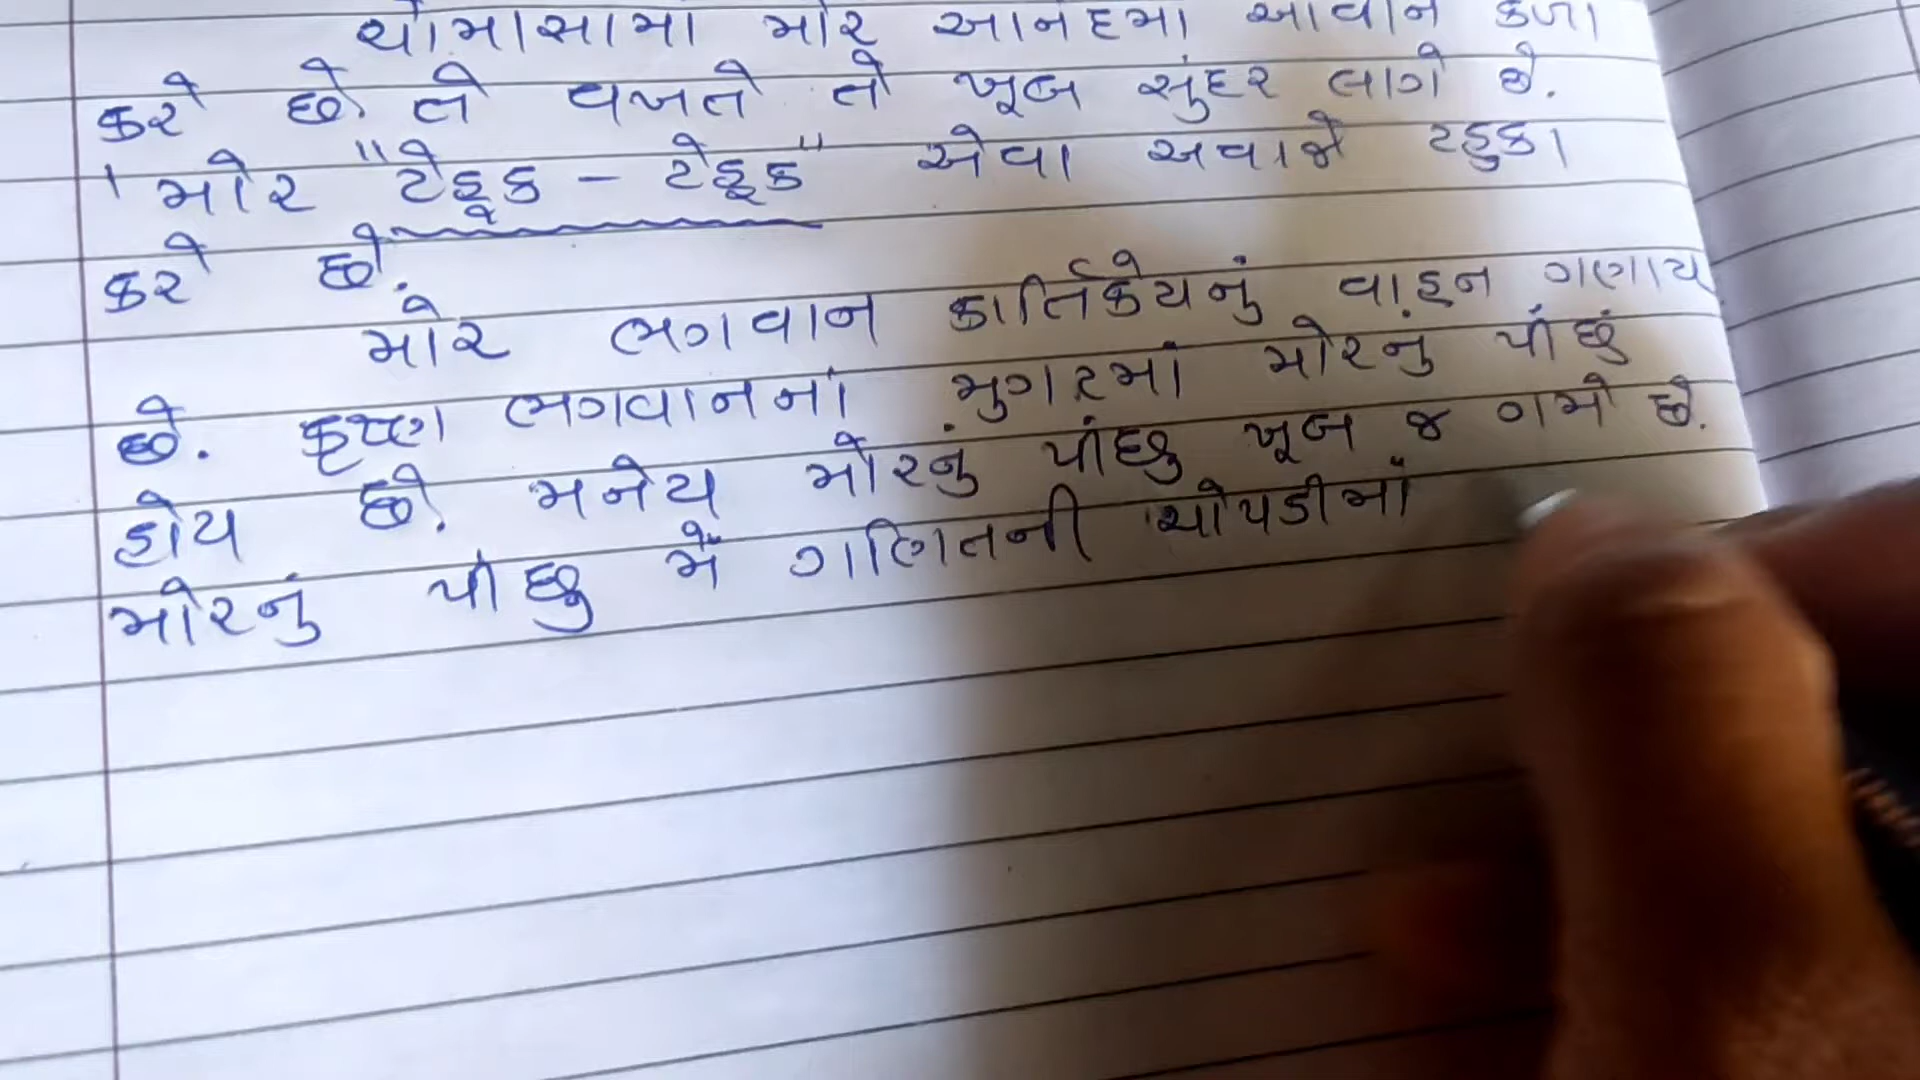 ચોમાસામા મોર આનંદમાં આવીને કળા
કરે છે. તે વખતે તો ખૂબ સુંદર લાગે છે.
મોર "ટેહૂક - ટેહૂક" એવા અવાજે ટહુકા
કરે છે.
મોર ભગવાન કાર્તિકેયનું વાહન ગણાય
છે. કૃષ્ણ ભગવાનનાં મુગટમાં મોરનું પીંછું
હોય છે. મનેય મોરનું પીંછુ ખૂબ જ ગમે છે.
મોરનું પીંછુ મેં ગણિતની ચોપડીમાં